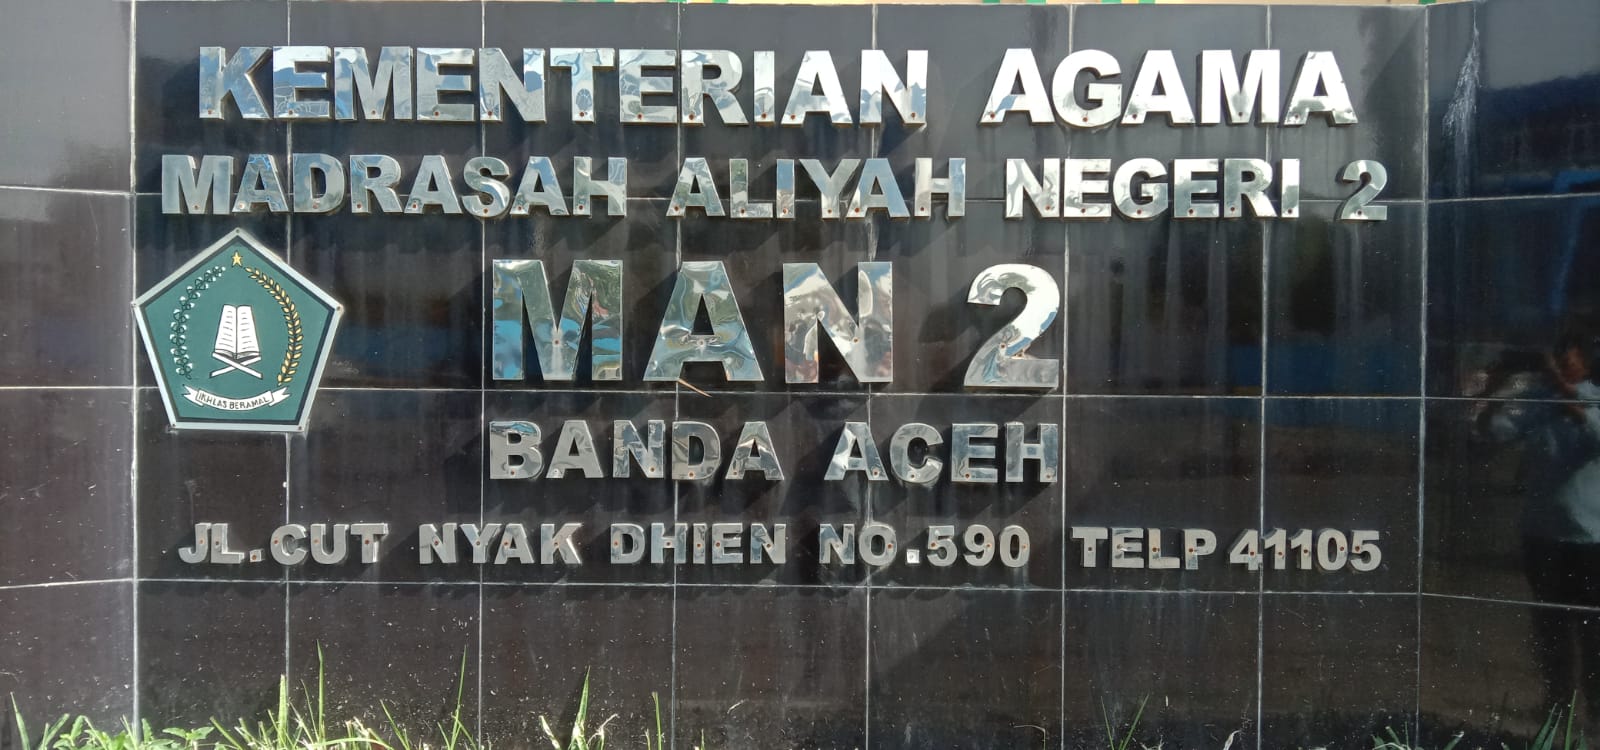 KEMENTERIAN AGAMA
MADRASAH ALIYAH NEGERI 2
MAN 2
IKHLAS BERAMAL
BANDA ACEH
JL.CUT NYAK DHIEN NO.590 TELP 41105